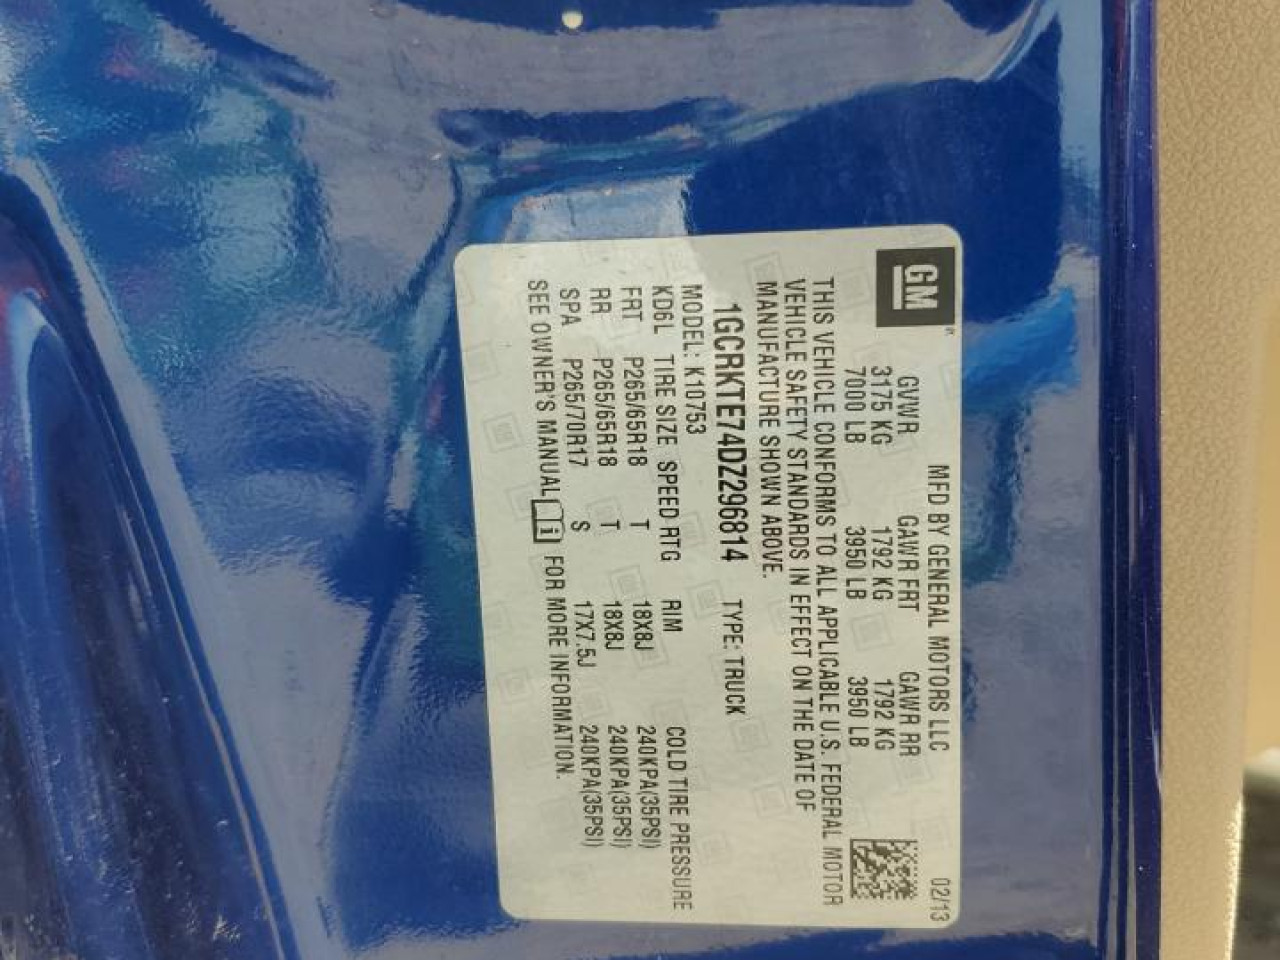 GM
MFD BY GENERAL MOTORS LLC 02/13
GVWR GAWR FRT GAWR RR
3175 KG 1792 KG 1792 KG
7000 LB 3950 LB 3950 LB
THIS VEHICLE CONFORMS TO ALL APPLICABLE U.S. FEDERAL MOTOR
VEHICLE SAFETY STANDARDS IN EFFECT ON THE DATE OF
MANUFACTURE SHOWN ABOVE.
1GCRKTE74DZ296814 TYPE: TRUCK
MODEL: K10753
KD6L TIRE SIZE SPEED RTG RIM COLD TIRE PRESSURE
FRT P265/65R18 T 18X8J 240KPA(35PSI)
RR P265/65R18 T 18X8J 240KPA(35PSI)
SPA P265/70R17 S 17X7.5J 240KPA(35PSI)
SEE OWNER'S MANUAL i FOR MORE INFORMATION.